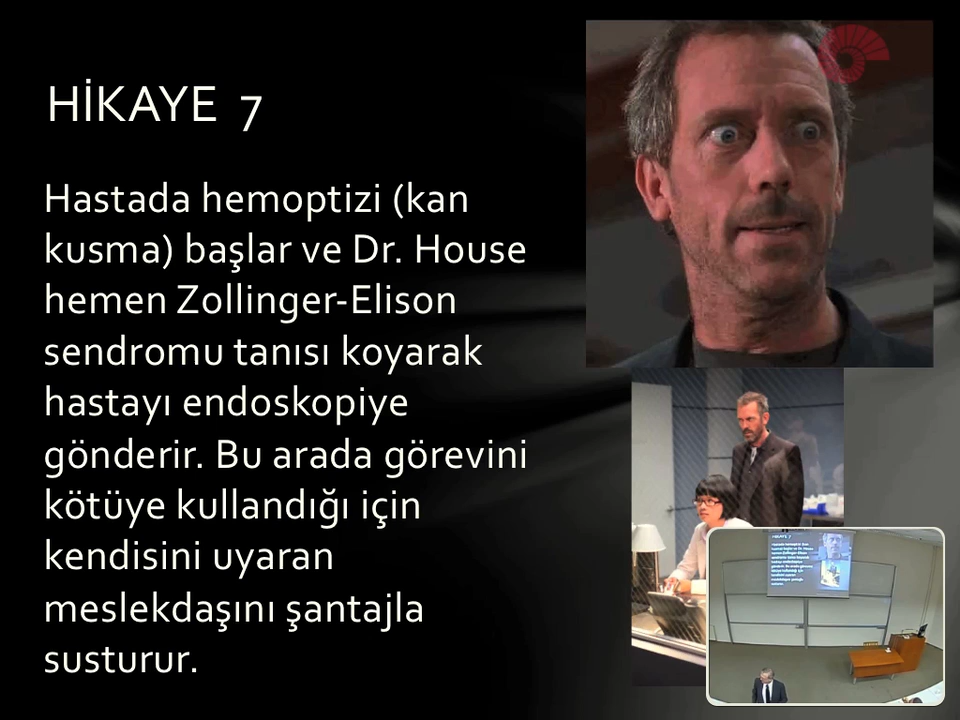 HİKAYE 7
Hastada hemoptizi (kan
kusma) başlar ve Dr. House
hemen Zollinger-Elison
sendromu tanısı koyarak
hastayı endoskopiye
gönderir. Bu arada görevini
kötüye kullandığı için
kendisini uyaran
meslekdaşını şantajla
susturur.
HİKAYE 7